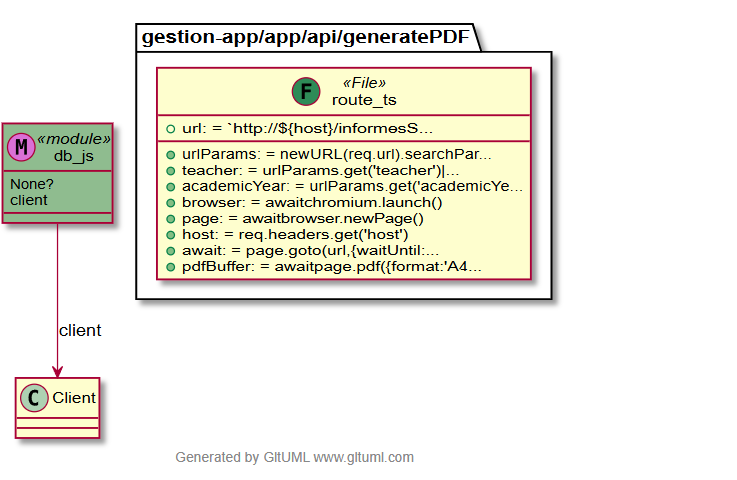 gestion-app/app/api/generatePDF
F
«File»
route_ts
url: = `http://${host}/informesS...
urlParams: = newURL(req.url).searchPar...
teacher: = urlParams.get('teacher')|...
academicYear: = urlParams.get('academicYe...
browser: = awaitchromium.launch()
page: = awaitbrowser.newPage()
host: = req.headers.get('host')
await: = page.goto(url,{waitUntil:...
pdfBuffer: = awaitpage.pdf({format:'A4...
M
«module»
db_js
None?
client
client
C Client
Generated by GitUML www.gituml.com